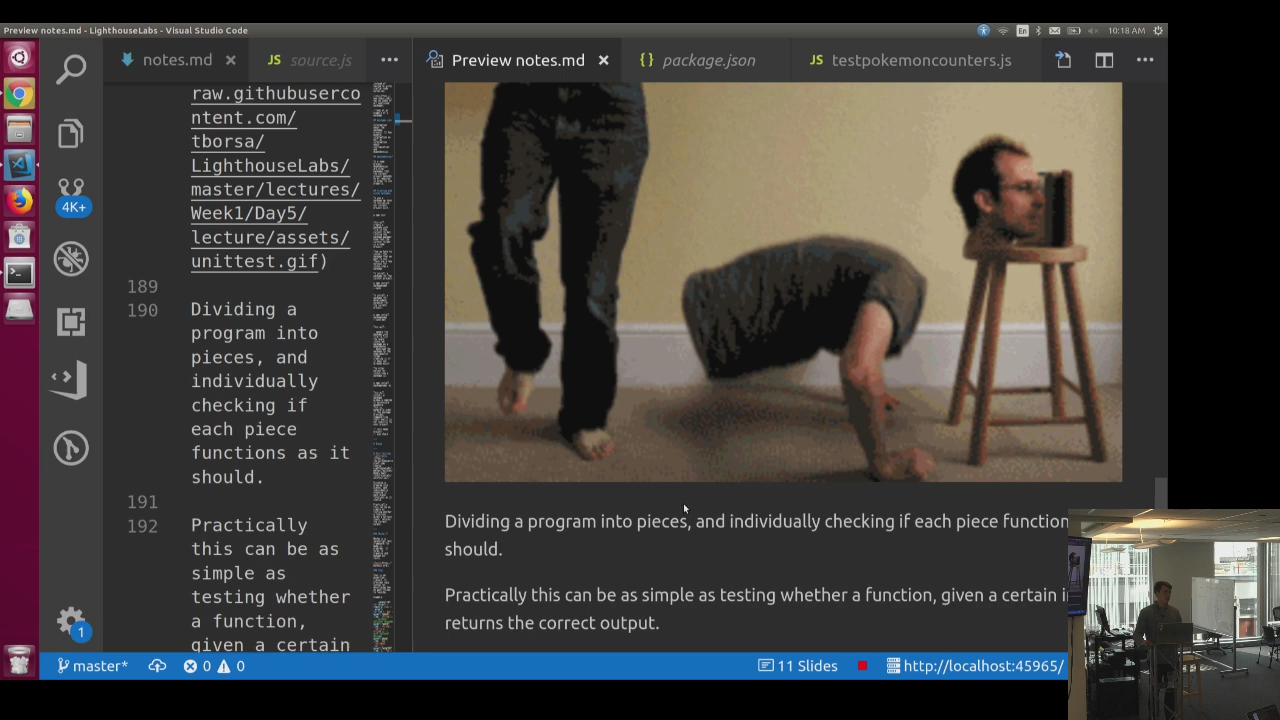 Preview notes.md - LighthouseLabs - Visual Studio Code
En
10:18 AM
notes.md
JS source.js
Preview notes.md
{} package.json
JS testpokemoncounters.js
raw.githubuserco
ntent.com/
tborsa/
LighthouseLabs/
master/lectures/
Week1/Day5/
lecture/assets/
unittest.gif)
189
190 Dividing a
program into
pieces, and
individually
checking if
each piece
functions as it
should.
191
192 Practically
this can be as
simple as
testing whether
a function,
given a certain
4K+
1
Dividing a program into pieces, and individually checking if each piece function
should.
Practically this can be as simple as testing whether a function, given a certain i
returns the correct output.
master*
0
0
11 Slides
http://localhost:45965/